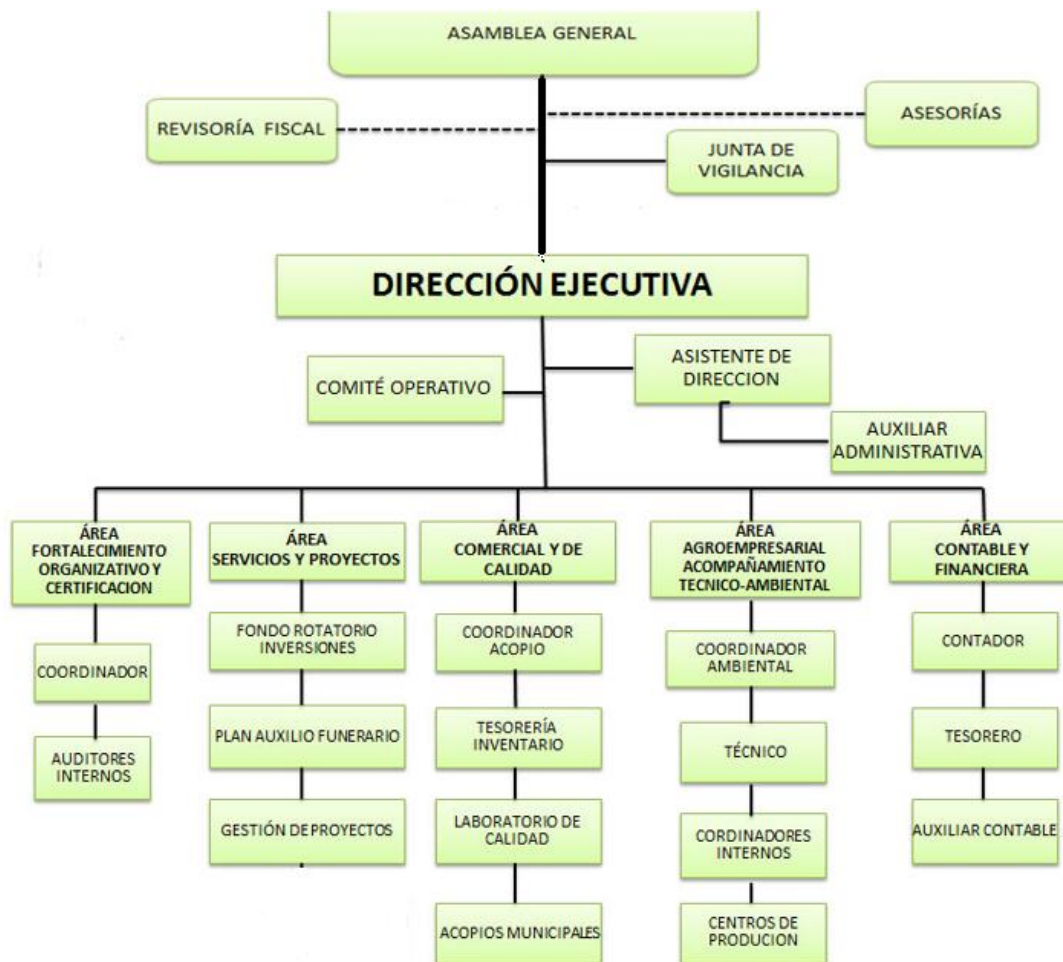 ASAMBLEA GENERAL
REVISORÍA FISCAL
ASESORÍAS
JUNTA DE
VIGILANCIA
DIRECCIÓN EJECUTIVA
COMITÉ OPERATIVO
ASISTENTE DE
DIRECCION
AUXILIAR
ADMINISTRATIVA
ÁREA
FORTALECIMIENTO
ORGANIZATIVO Y
CERTIFICACION
COORDINADOR
AUDITORES
INTERNOS
ÁREA
SERVICIOS Y PROYECTOS
FONDO ROTATORIO
INVERSIONES
PLAN AUXILIO FUNERARIO
GESTIÓN DE PROYECTOS
ÁREA
COMERCIAL Y DE
CALIDAD
COORDINADOR
ACOPIO
TESORERÍA
INVENTARIO
LABORATORIO DE
CALIDAD
ACOPIOS MUNICIPALES
ÁREA
AGROEMPRESARIAL
ACOMPAÑAMIENTO
TECNICO-AMBIENTAL
COORDINADOR
AMBIENTAL
TÉCNICO
CORDINADORES
INTERNOS
CENTROS DE
PRODUCION
ÁREA
CONTABLE Y
FINANCIERA
CONTADOR
TESORERO
AUXILIAR CONTABLE